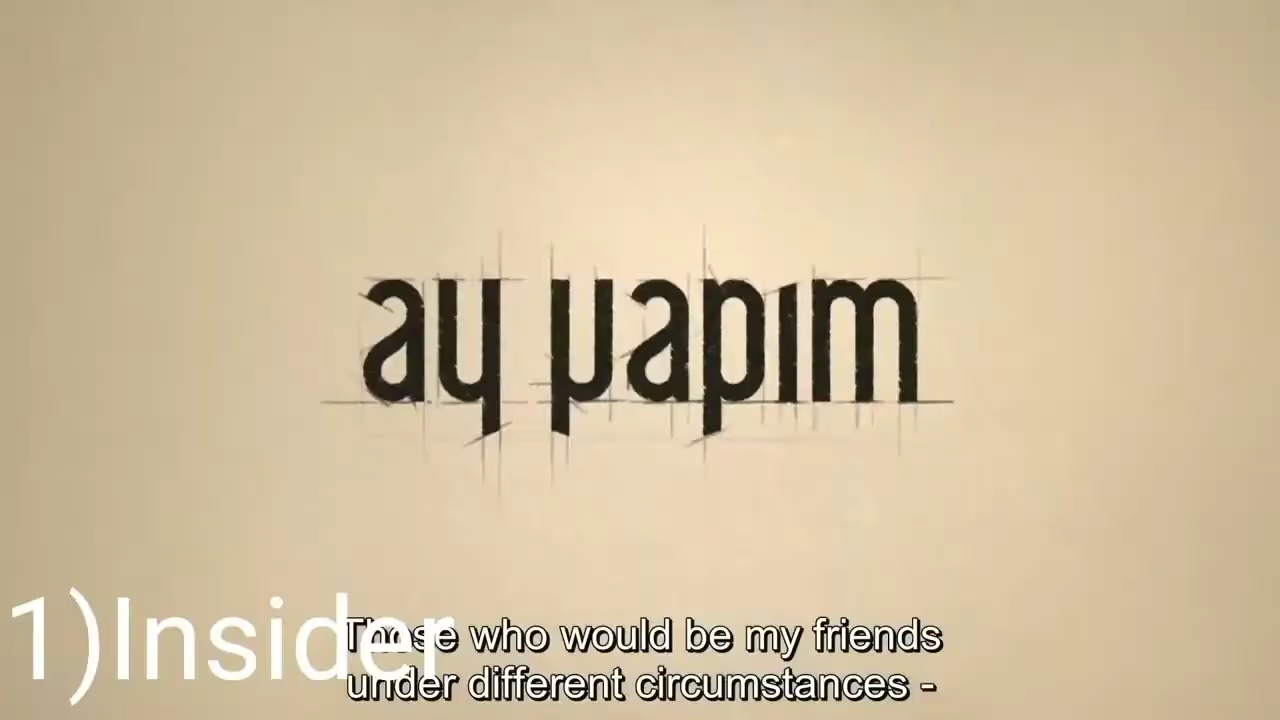 ay yapım
1)Insider
Those who would be my friends
under different circumstances -